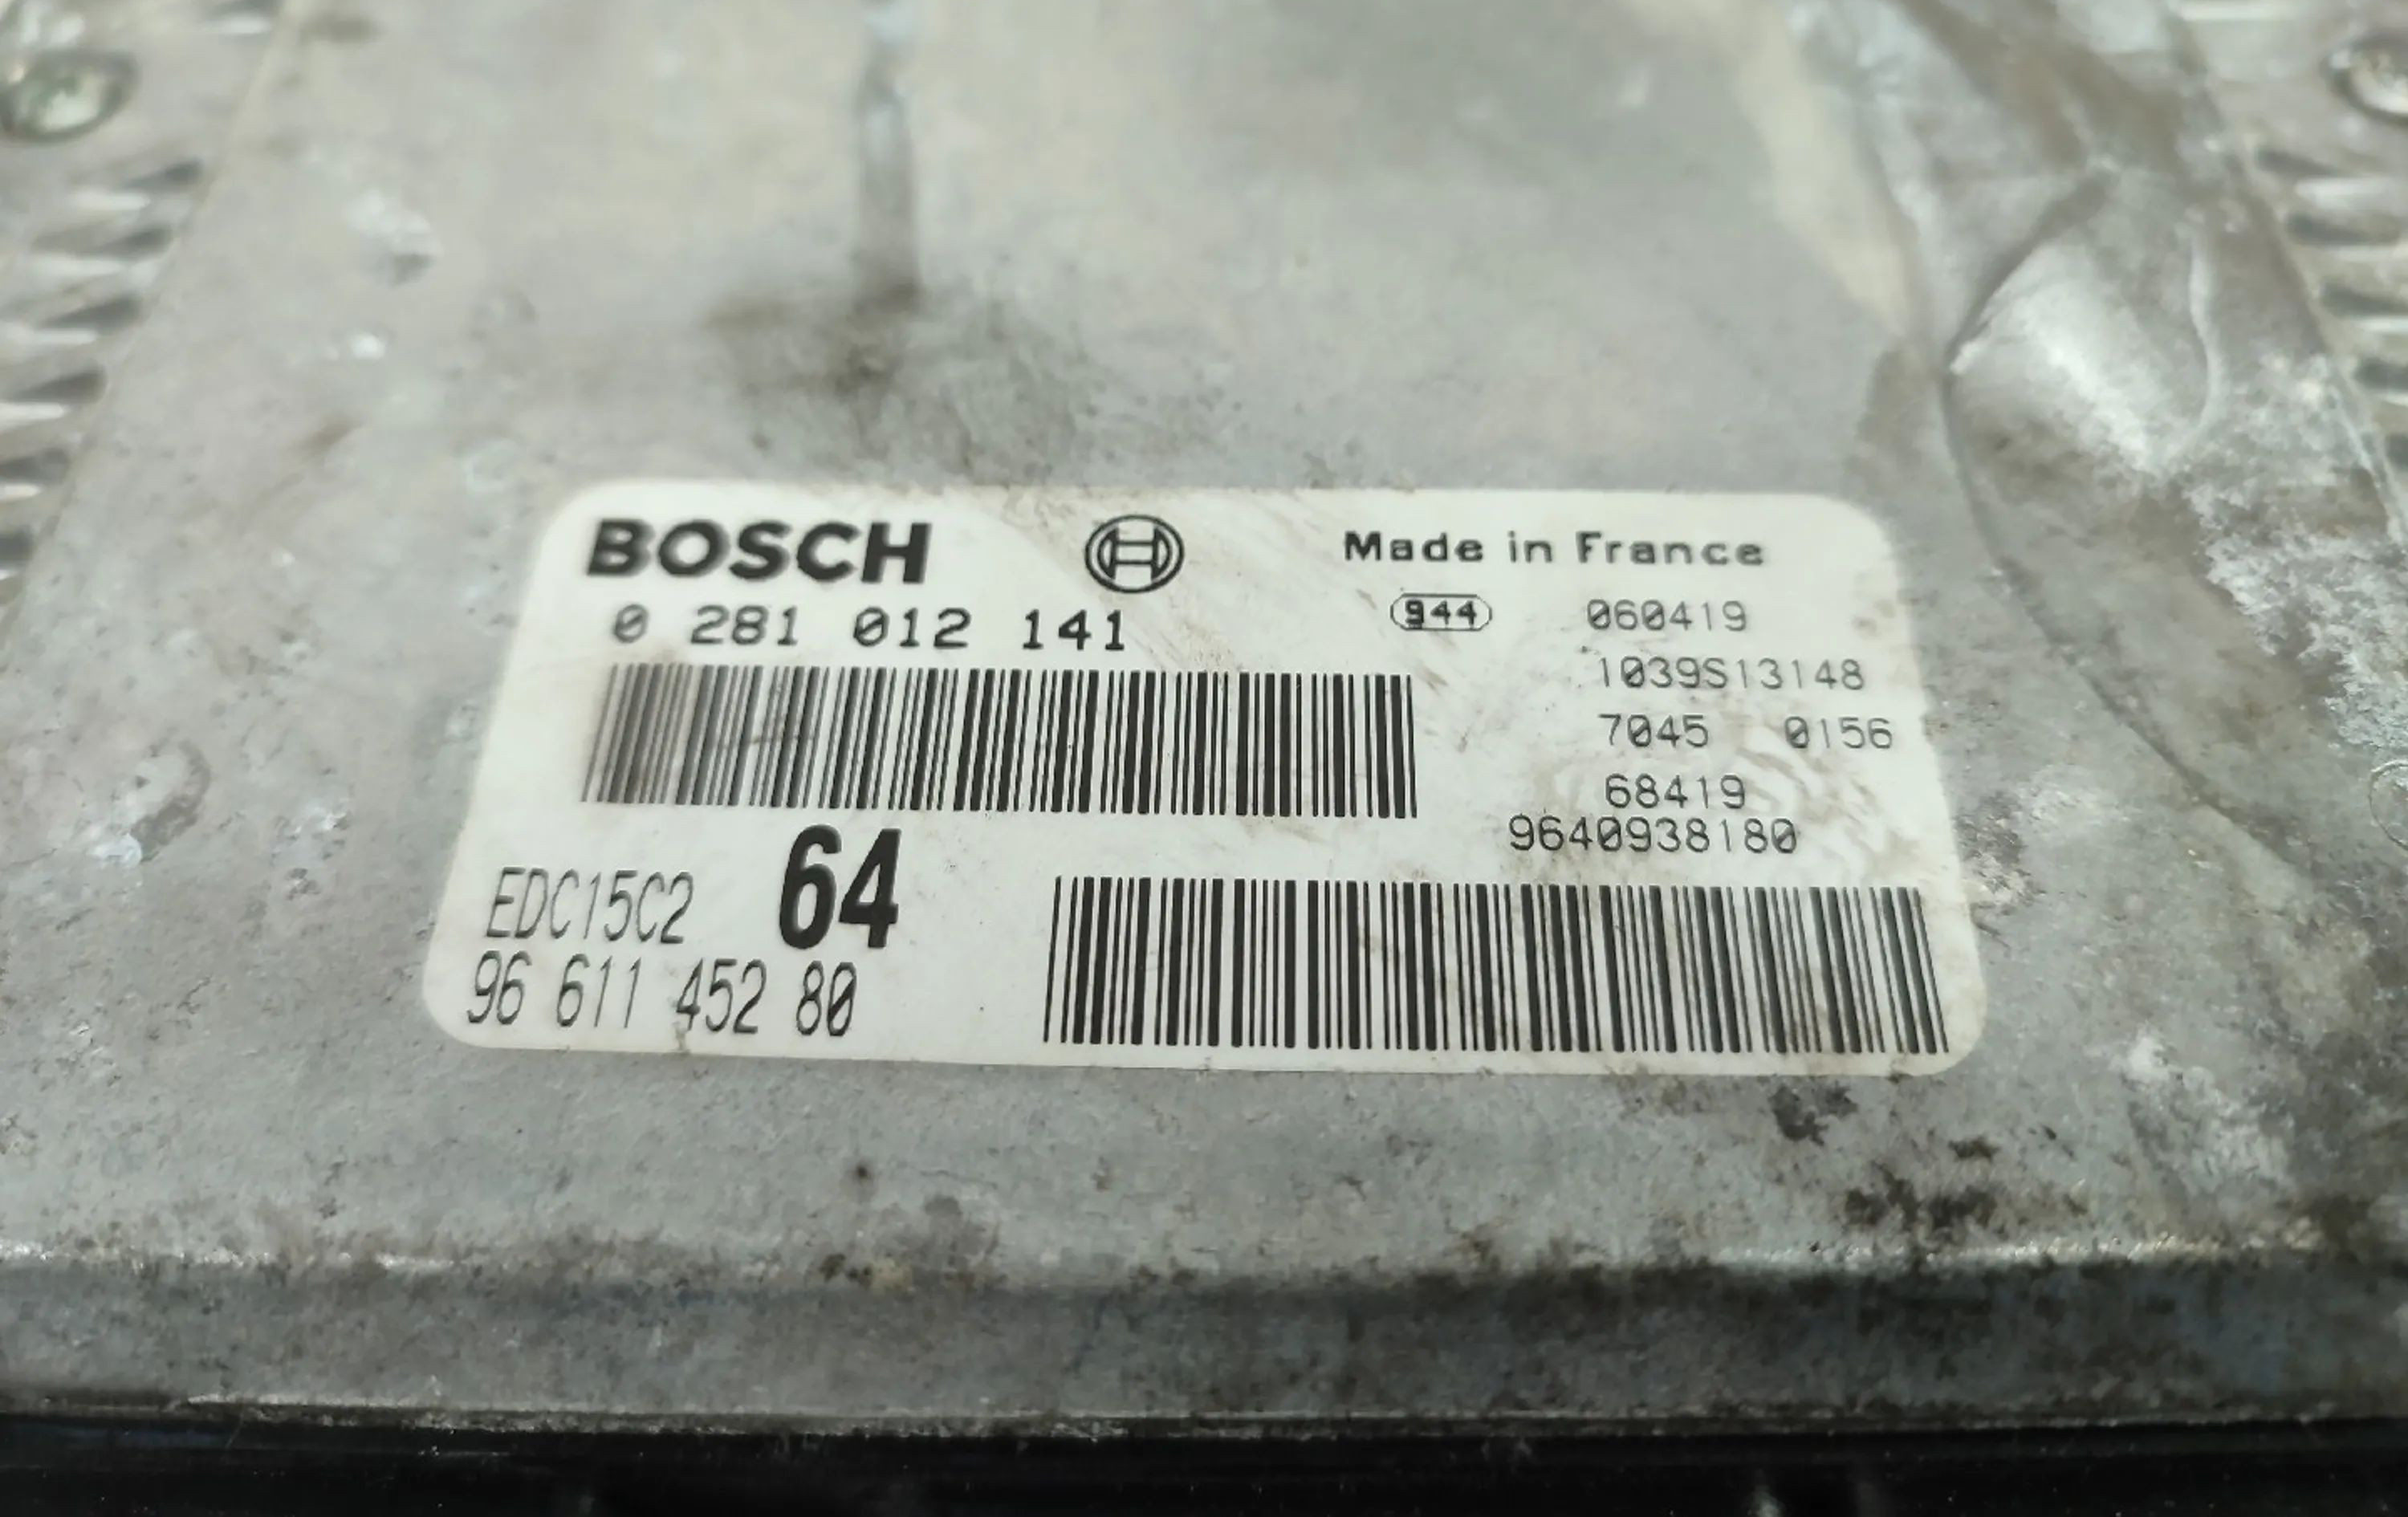 BOSCH Made in France
0 281 012 141 944 060419
1039S13148
7045 0156
68419
9640938180
EDC15C2 64
96 611 452 80